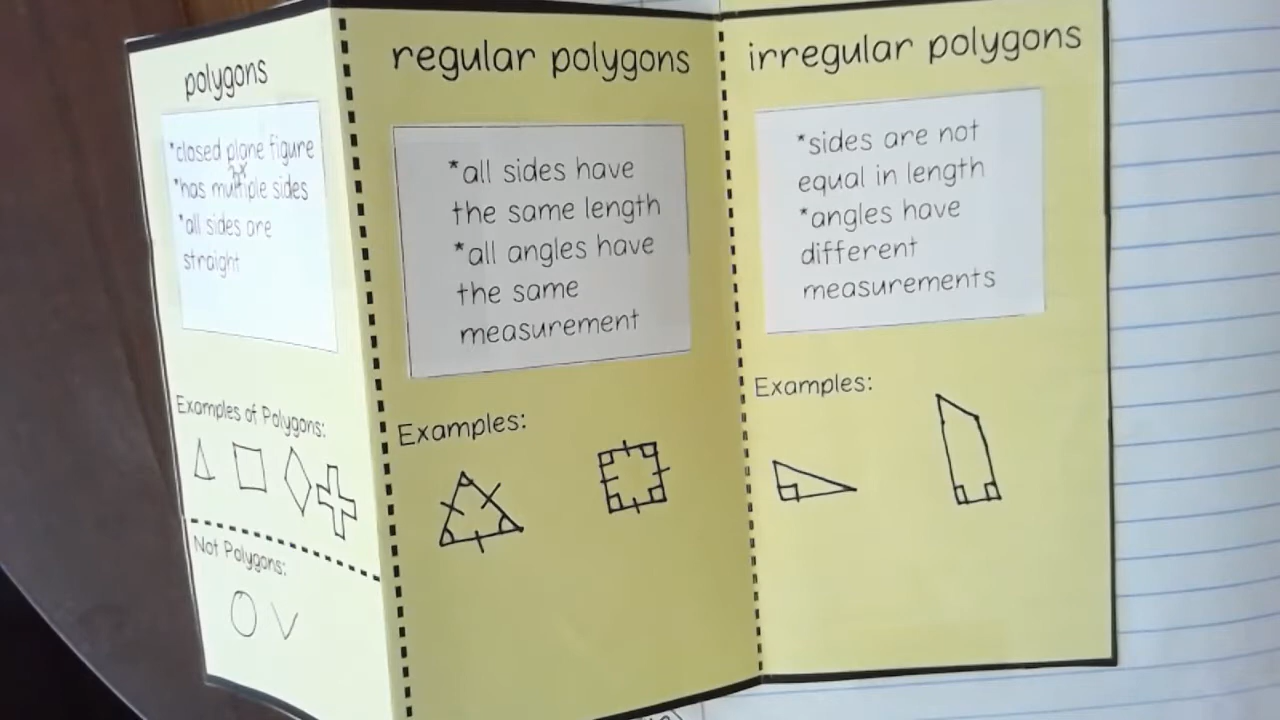 polygons
*closed plane figure
*has multiple sides
*all sides are
straight
Examples of Polygons:
Not Polygons:
regular polygons
*all sides have
the same length
*all angles have
the same
measurement
Examples:
irregular polygons
*sides are not
equal in length
*angles have
different
measurements
Examples: